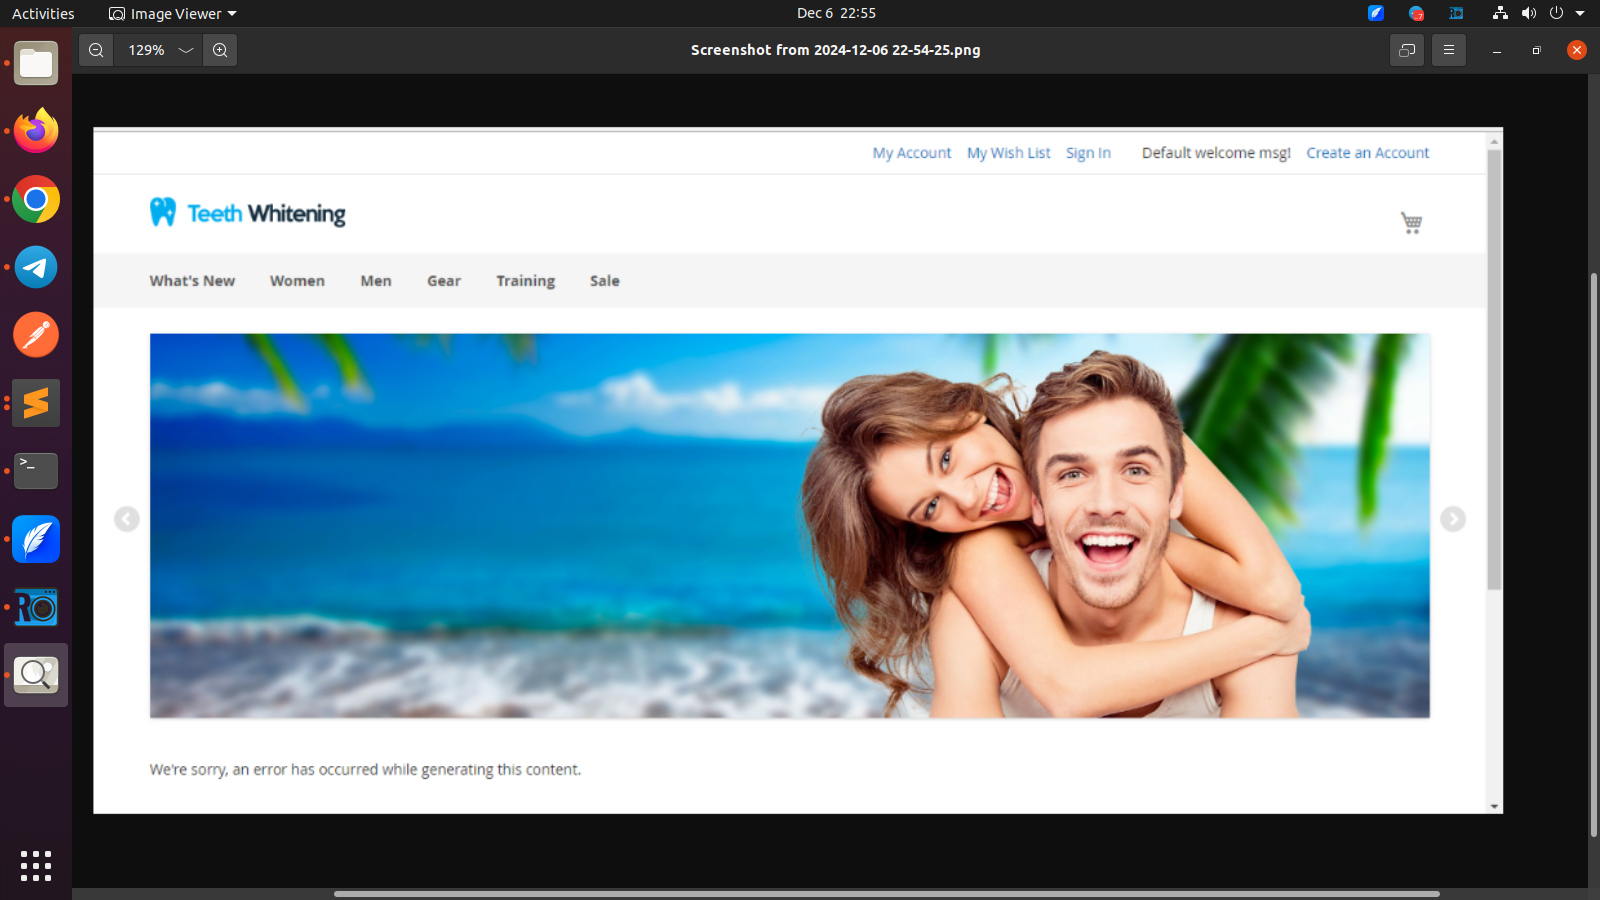 Activities
Image Viewer
Dec 6 22:55
129%
Screenshot from 2024-12-06 22-54-25.png
My Account
My Wish List
Sign In
Default welcome msg!
Create an Account
Teeth Whitening
What's New
Women
Men
Gear
Training
Sale
We're sorry, an error has occurred while generating this content.